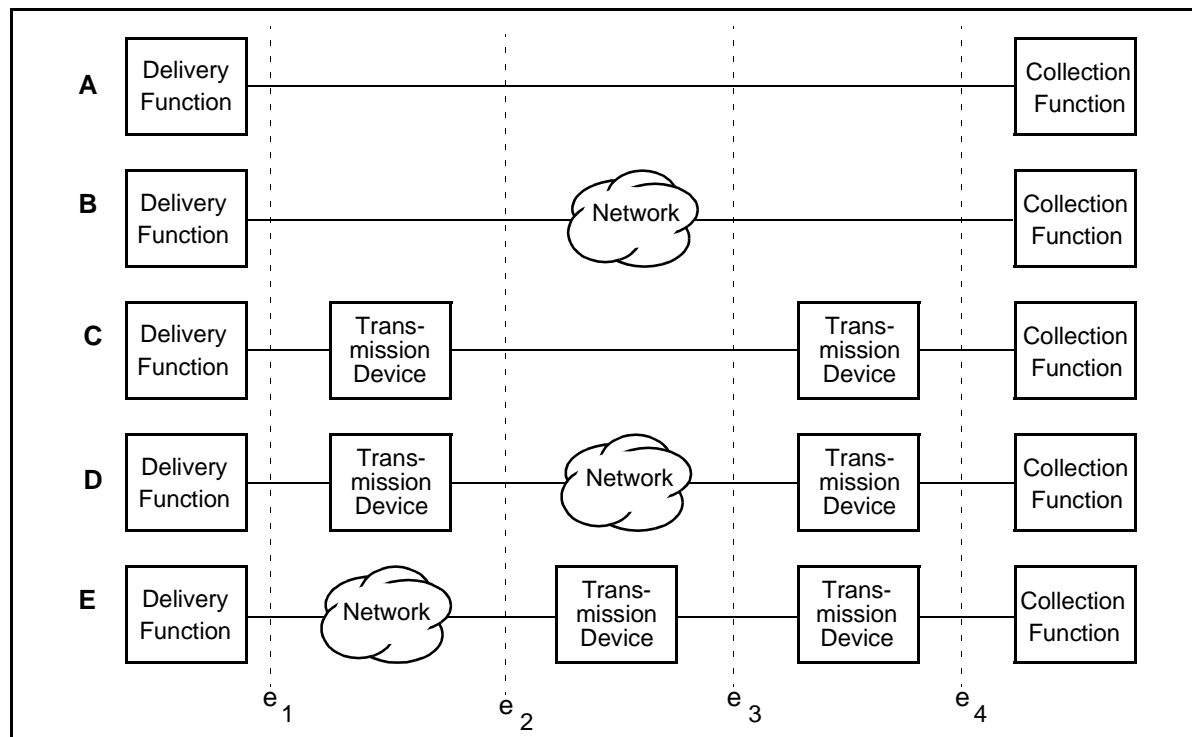 A
Delivery
Function
Collection
Function
B
Delivery
Function
Network
Collection
Function
C
Delivery
Function
Trans-
mission
Device
Trans-
mission
Device
Collection
Function
D
Delivery
Function
Trans-
mission
Device
Network
Trans-
mission
Device
Collection
Function
E
Delivery
Function
Network
Trans-
mission
Device
Trans-
mission
Device
Collection
Function
e1
e2
e3
e4